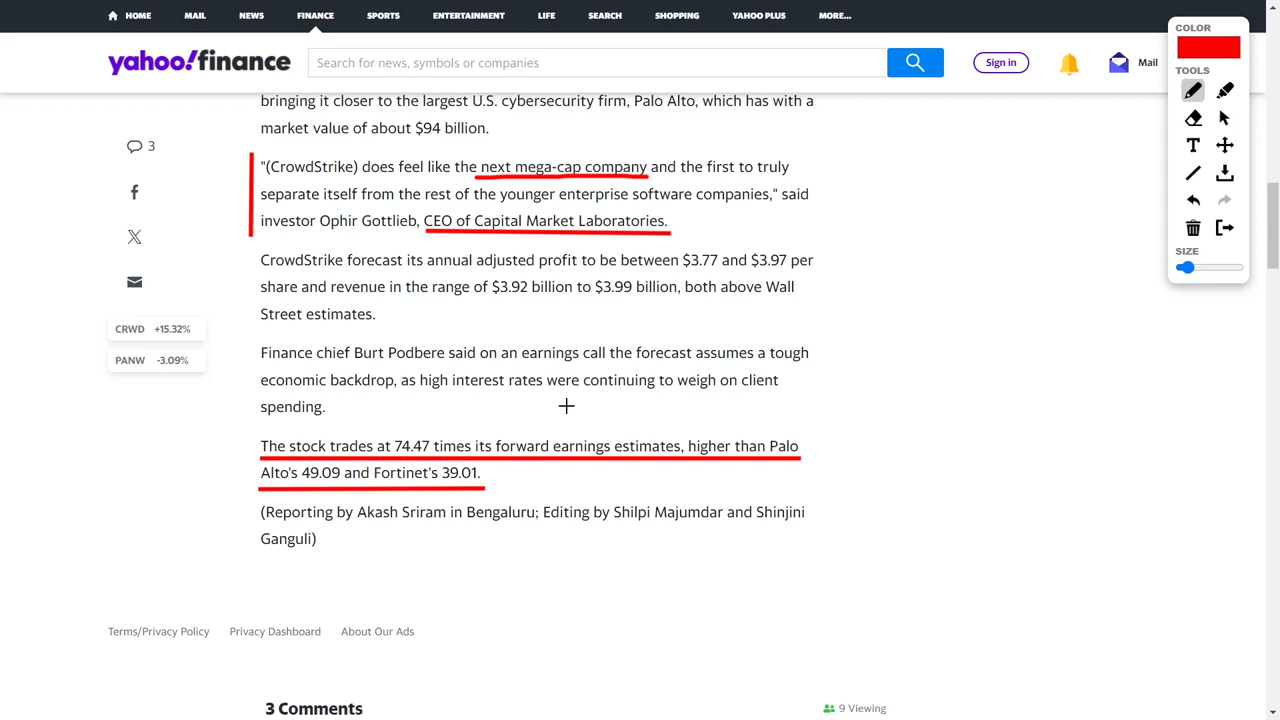 HOME MAIL NEWS FINANCE SPORTS ENTERTAINMENT LIFE SEARCH SHOPPING YAHOO PLUS MORE...
yahoo!finance
Search for news, symbols or companies
Sign in
Mail
COLOR
TOOLS
T
SIZE
bringing it closer to the largest U.S. cybersecurity firm, Palo Alto, which has with a
market value of about $94 billion.
3
"(CrowdStrike) does feel like the next mega-cap company and the first to truly
separate itself from the rest of the younger enterprise software companies," said
investor Ophir Gottlieb, CEO of Capital Market Laboratories.
CrowdStrike forecast its annual adjusted profit to be between $3.77 and $3.97 per
share and revenue in the range of $3.92 billion to $3.99 billion, both above Wall
Street estimates.
CRWD +15.32%
PANW -3.09%
Finance chief Burt Podbere said on an earnings call the forecast assumes a tough
economic backdrop, as high interest rates were continuing to weigh on client
spending.
The stock trades at 74.47 times its forward earnings estimates, higher than Palo
Alto's 49.09 and Fortinet's 39.01.
(Reporting by Akash Sriram in Bengaluru; Editing by Shilpi Majumdar and Shinjini
Ganguli)
Terms/Privacy Policy Privacy Dashboard About Our Ads
3 Comments
9 Viewing